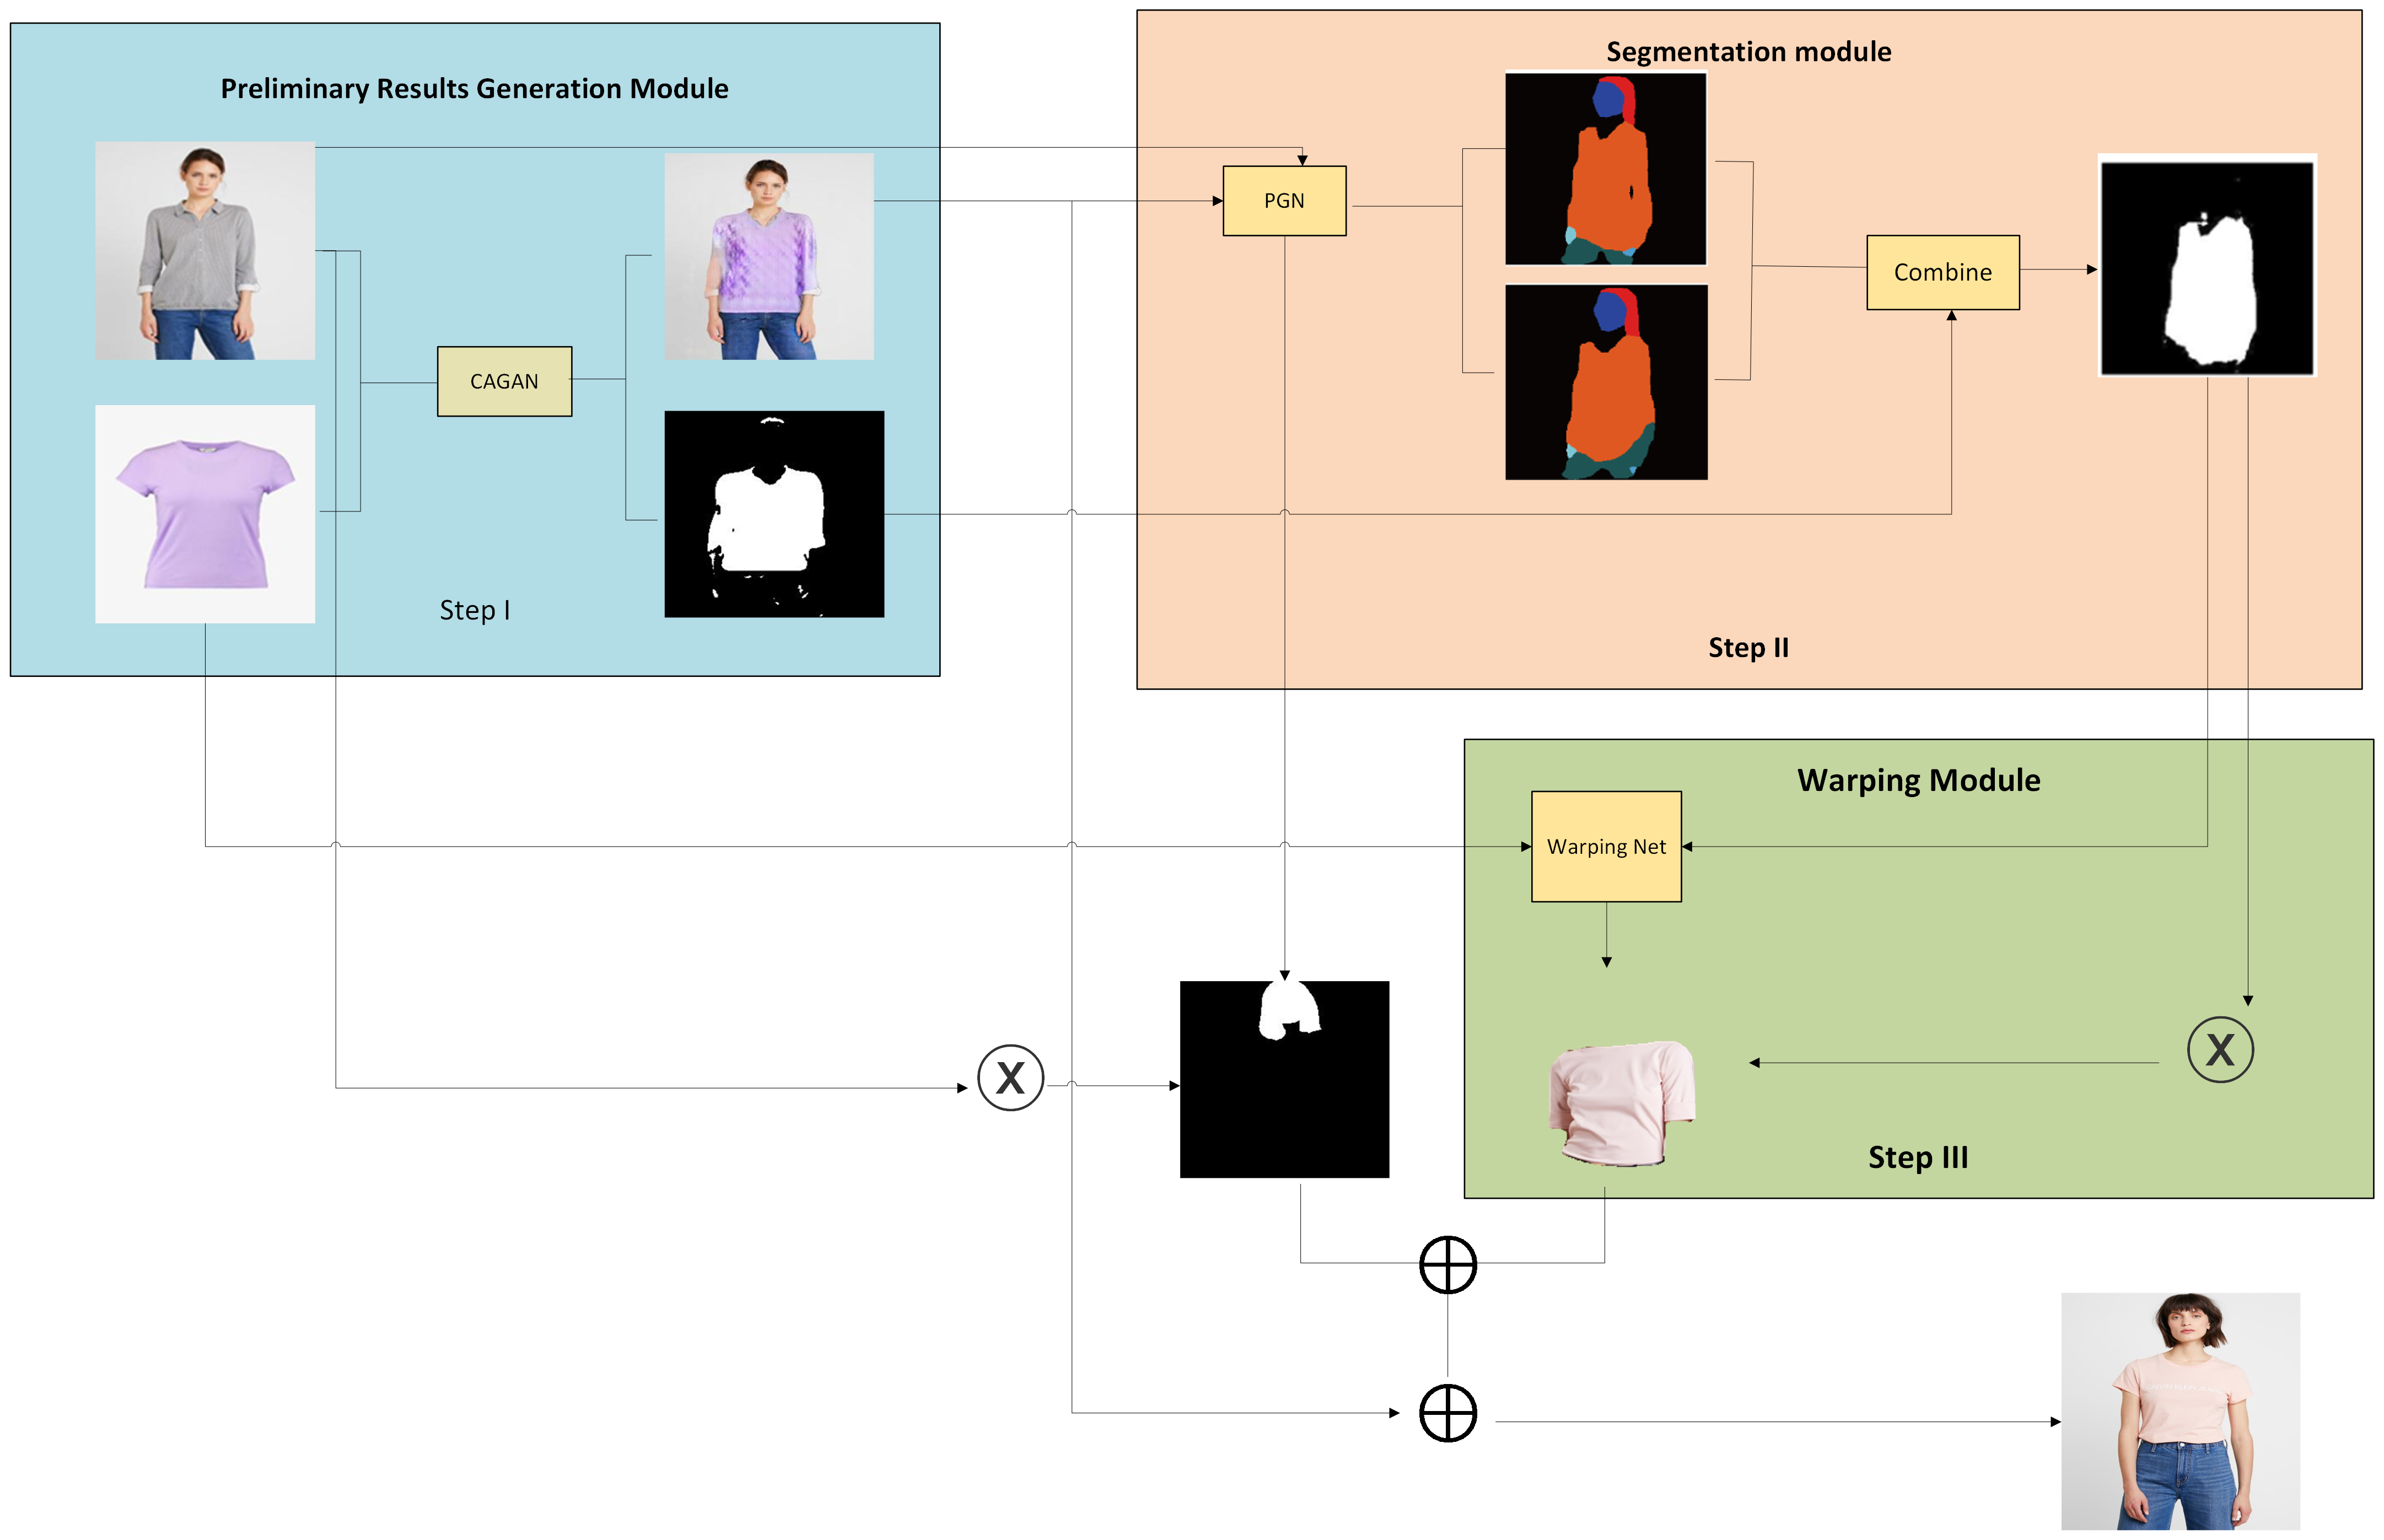 Preliminary Results Generation Module
CAGAN
Step I
Segmentation module
PGN
Combine
Step II
Warping Module
Warping Net
X
X
Step III